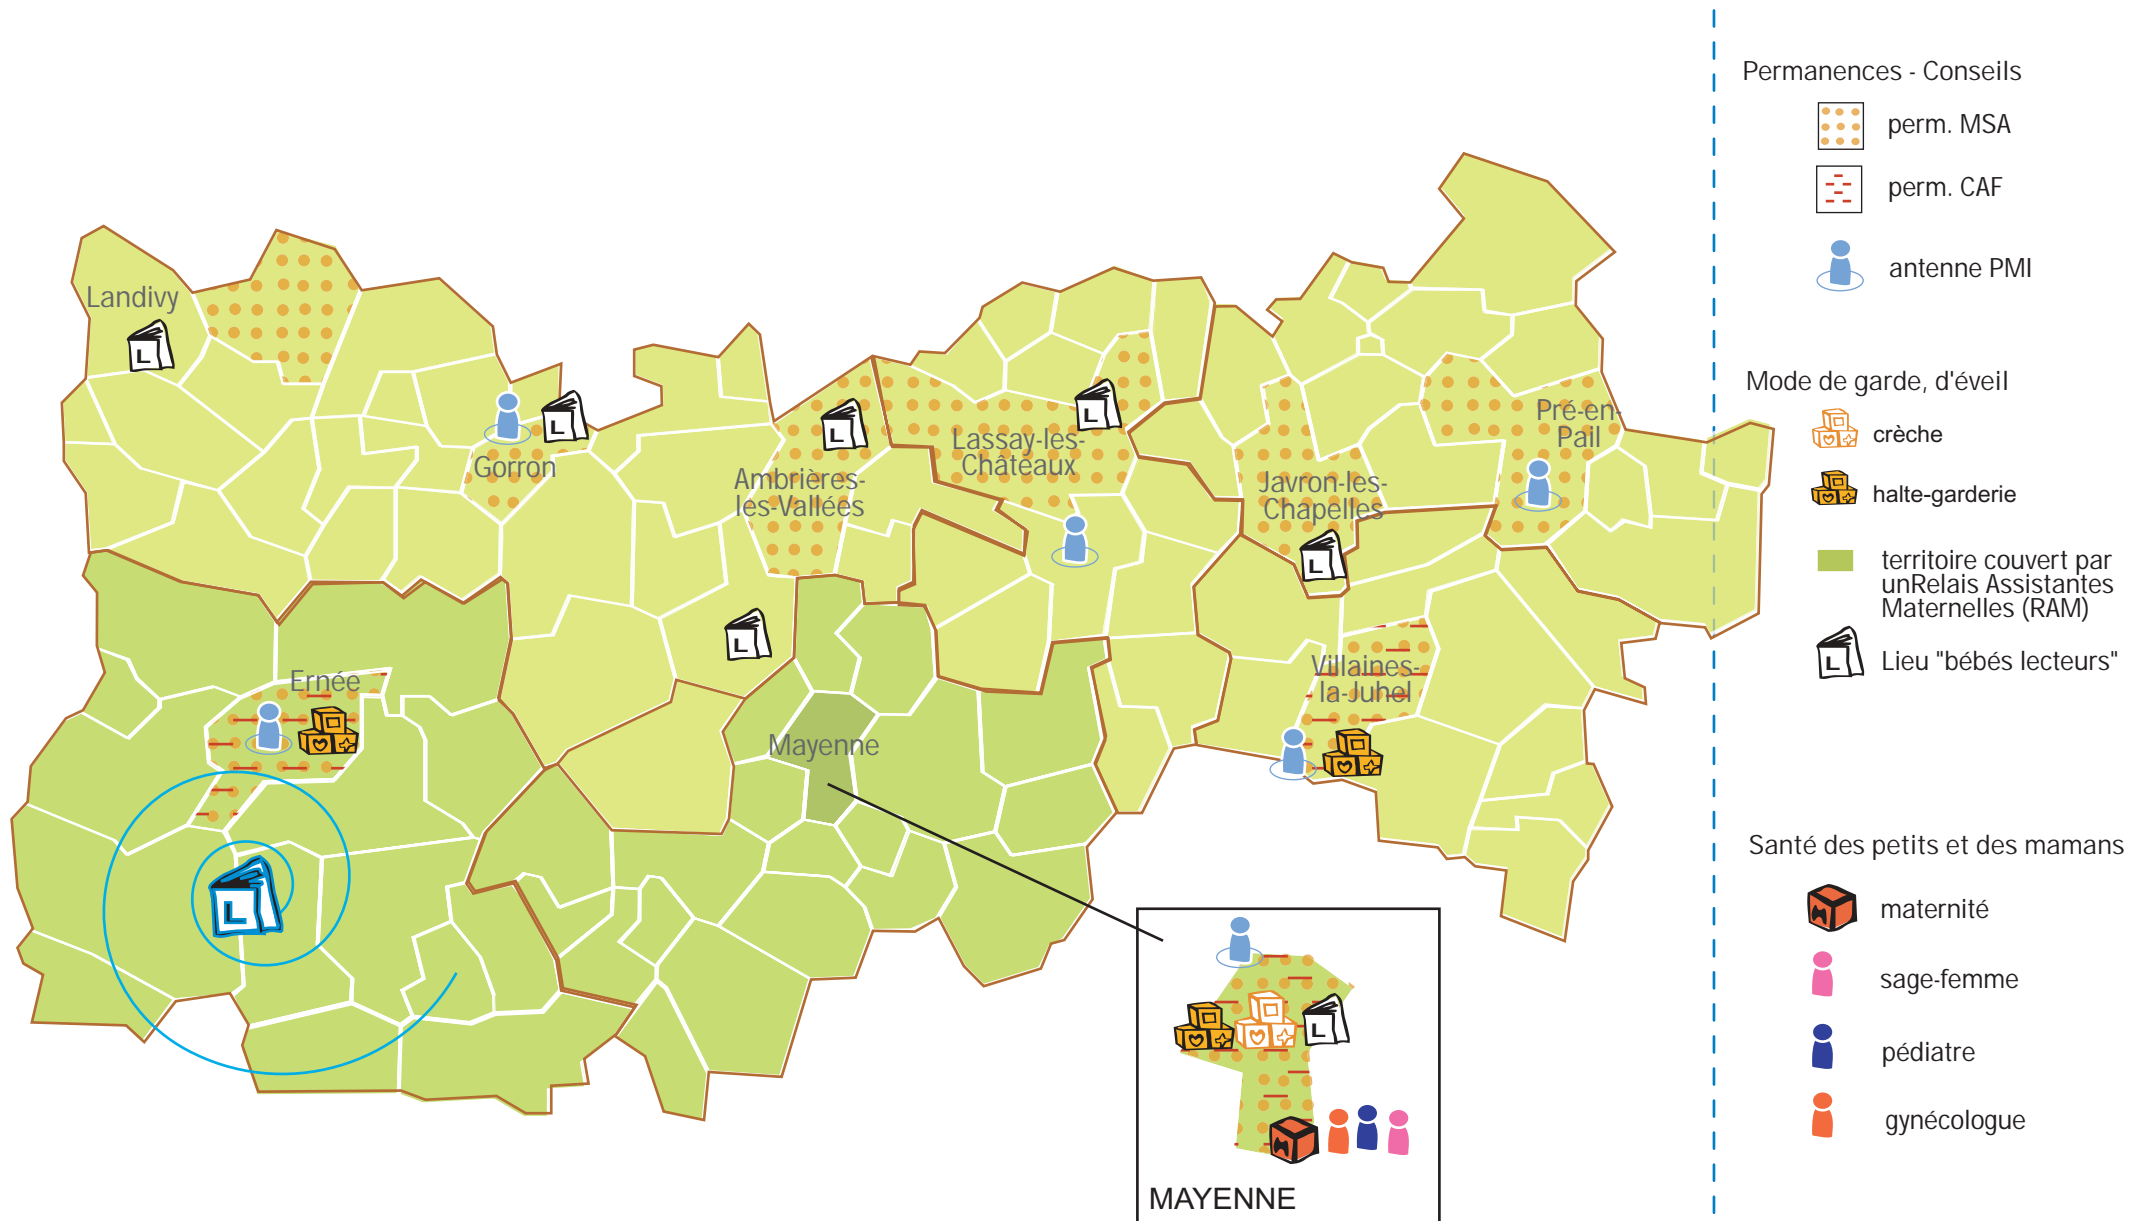 Permanences - Conseils
perm. MSA
perm. CAF
antenne PMI
Mode de garde, d'éveil
crèche
halte-garderie
territoire couvert par
unRelais Assistantes
Maternelles (RAM)
L
Lieu "bébés lecteurs"
Santé des petits et des mamans
maternité
sage-femme
pédiatre
gynécologue
Landivy
L
L
Gorron
L
Ambrières-
les-Vallées
L
Lassay-les-
Châteaux
Javron-les-
Chapelles
L
Pré-en-
Pail
L
Ernée
Villaines-
la-Juhel
Mayenne
L
L
MAYENNE